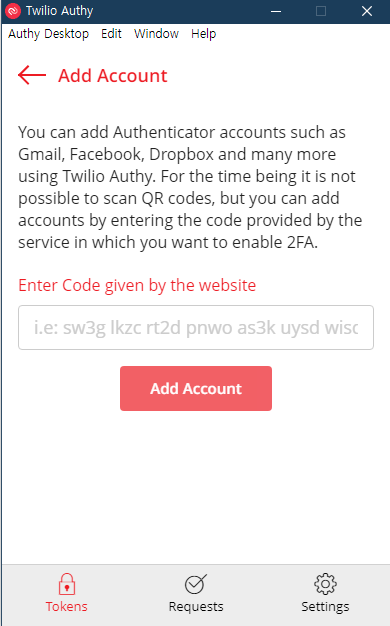 Twilio Authy
Authy Desktop Edit Window Help
Add Account
You can add Authenticator accounts such as
Gmail, Facebook, Dropbox and many more
using Twilio Authy. For the time being it is not
possible to scan QR codes, but you can add
accounts by entering the code provided by the
service in which you want to enable 2FA.
Enter Code given by the website
i.e: sw3g lkzc rt2d pnwo as3k uysd wisc
Add Account
Tokens Requests Settings